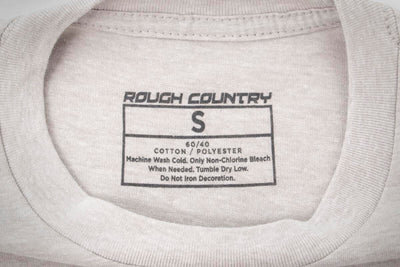 ROUGH COUNTRY
S
60/40
COTTON / POLYESTER
Machine Wash Cold. Only Non-Chlorine Bleach
When Needed. Tumble Dry Low.
Do Not Iron Decoretion.